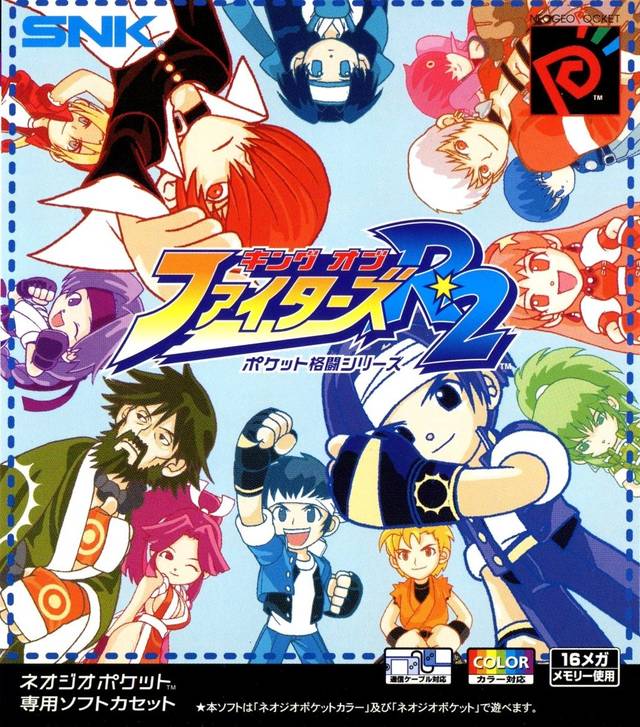 SNK
NEOGEO POCKET
TM
キング オブ
ファイターズR・2
TM
ポケット格闘シリーズ
通信ケーブル対応
COLOR
カラー対応
16メガ
メモリー使用
ネオジオポケット™
専用ソフトカセット
★本ソフトは「ネオジオポケットカラー」及び「ネオジオポケット」で遊べます。